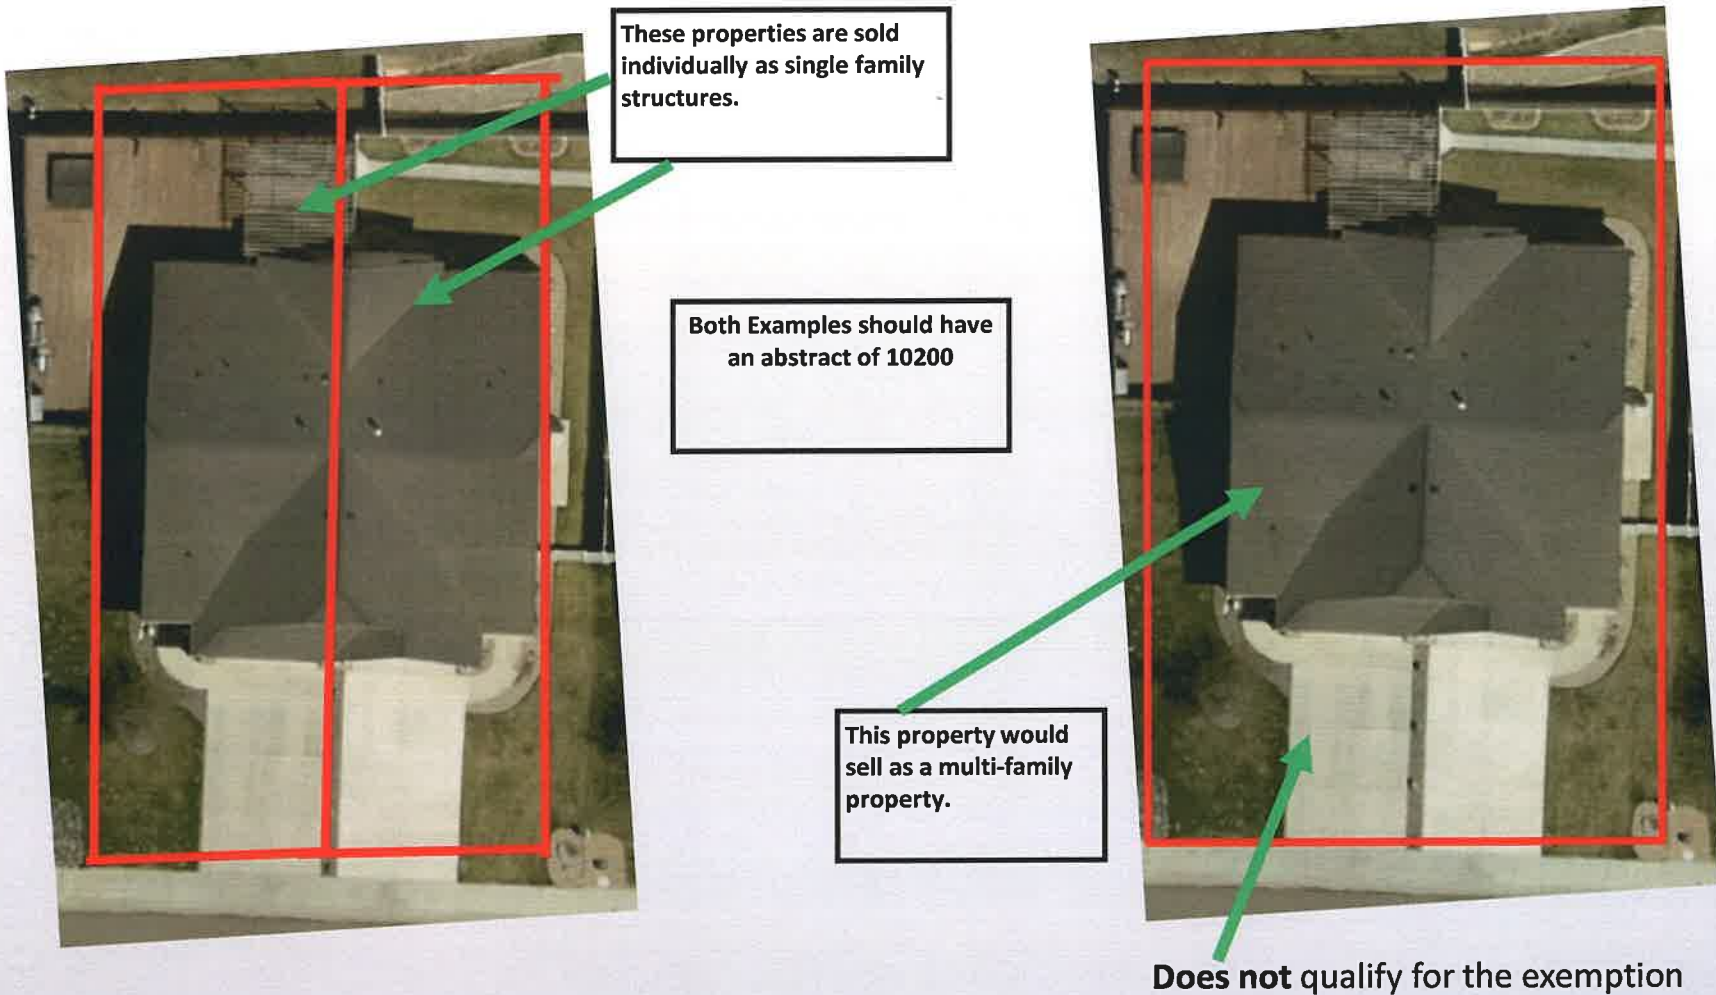 These properties are sold
individually as single family
structures.
Both Examples should have
an abstract of 10200
This property would
sell as a multi-family
property.
Does not qualify for the exemption